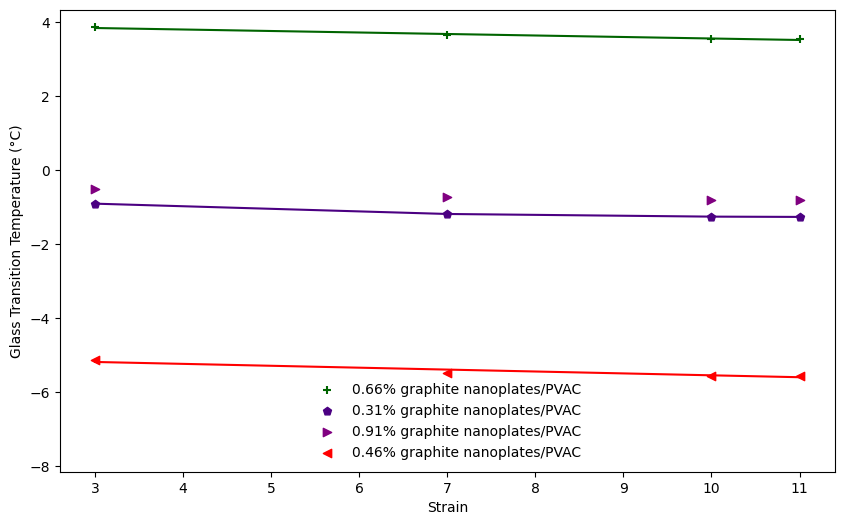 4
2
0
−2
−4
−6
−8
Glass Transition Temperature (°C)
0.66% graphite nanoplates/PVAC
0.31% graphite nanoplates/PVAC
0.91% graphite nanoplates/PVAC
0.46% graphite nanoplates/PVAC
3 4 5 6 7 8 9 10 11
Strain